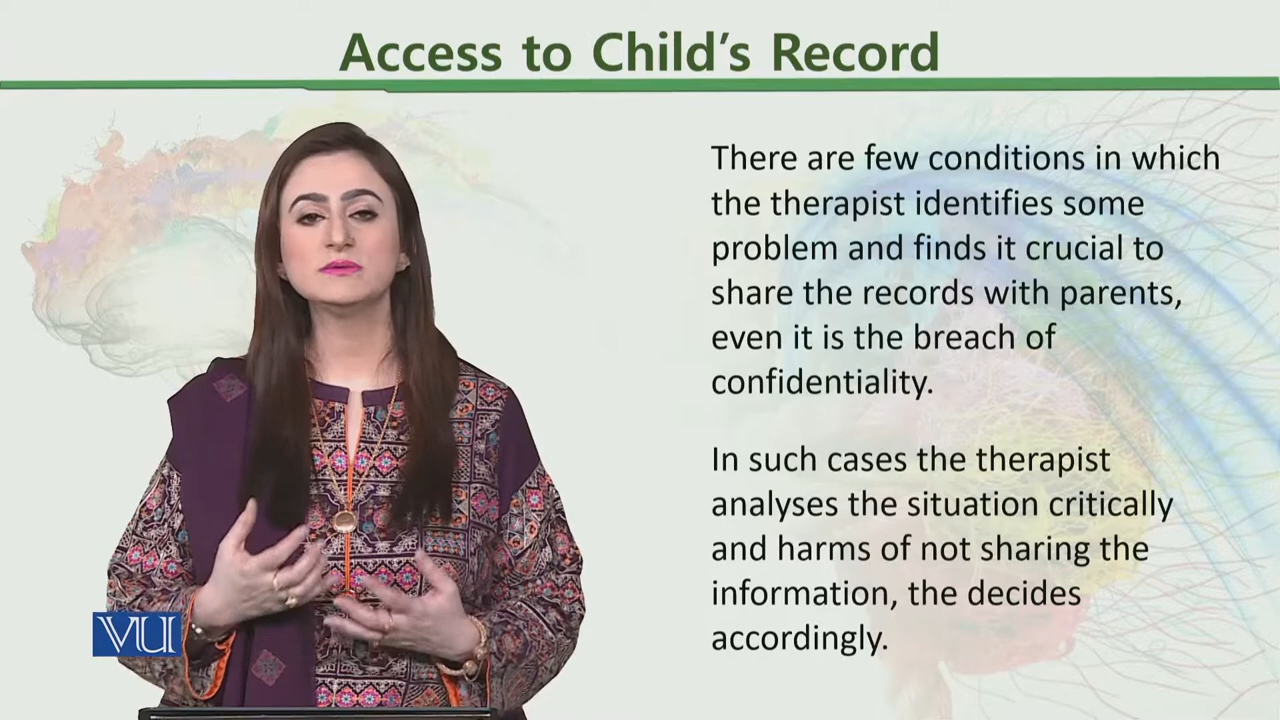 Access to Child's Record
There are few conditions in which
the therapist identifies some
problem and finds it crucial to
share the records with parents,
even it is the breach of
confidentiality.
In such cases the therapist
analyses the situation critically
and harms of not sharing the
information, the decides
accordingly.
VU